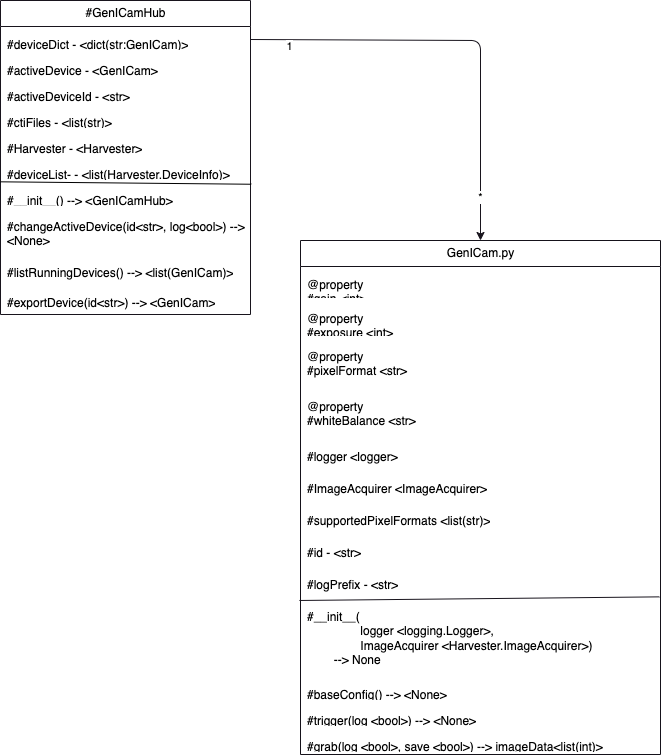 #GenICamHub
#deviceDict - <dict(str:GenICam)>
#activeDevice - <GenICam>
#activeDeviceId - <str>
#ctiFiles - <list(str)>
#Harvester - <Harvester>
#deviceList- - <list(Harvester.DeviceInfo)>
#__init__() --> <GenICamHub>
#changeActiveDevice(id<str>, log<bool>) -->
<None>
#listRunningDevices() --> <list(GenICam)>
#exportDevice(id<str>) --> <GenICam>
1
*
GenICam.py
@property
#gain <int>
@property
#exposure <int>
@property
#pixelFormat <str>
@property
#whiteBalance <str>
#logger <logger>
#ImageAcquirer <ImageAcquirer>
#supportedPixelFormats <list(str)>
#id - <str>
#logPrefix - <str>
#__init__(
logger <logging.Logger>,
ImageAcquirer <Harvester.ImageAcquirer>)
--> None
#baseConfig() --> <None>
#trigger(log <bool>) --> <None>
#grab(log <bool>, save <bool>) --> imageData<list(int)>